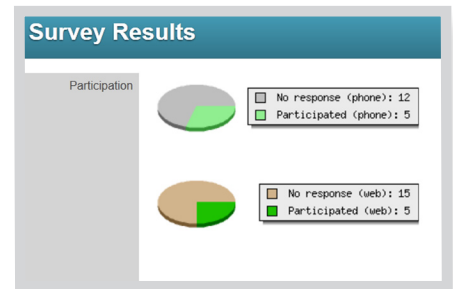 Survey Results
Participation
No response (phone): 12
Participated (phone): 5
No response (web): 15
Participated (web): 5